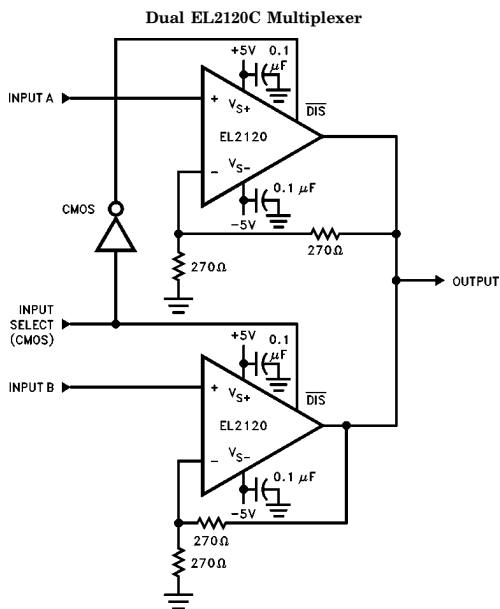 Dual EL2120C Multiplexer
+5V 0.1
μF
INPUT A
+
VS+
DIS
EL2120
VS−
−
0.1 μF
−5V
CMOS
270Ω
270Ω
OUTPUT
INPUT
SELECT
(CMOS)
+5V 0.1
μF
INPUT B
+
VS+
DIS
EL2120
VS−
−
0.1 μF
−5V
270Ω
270Ω